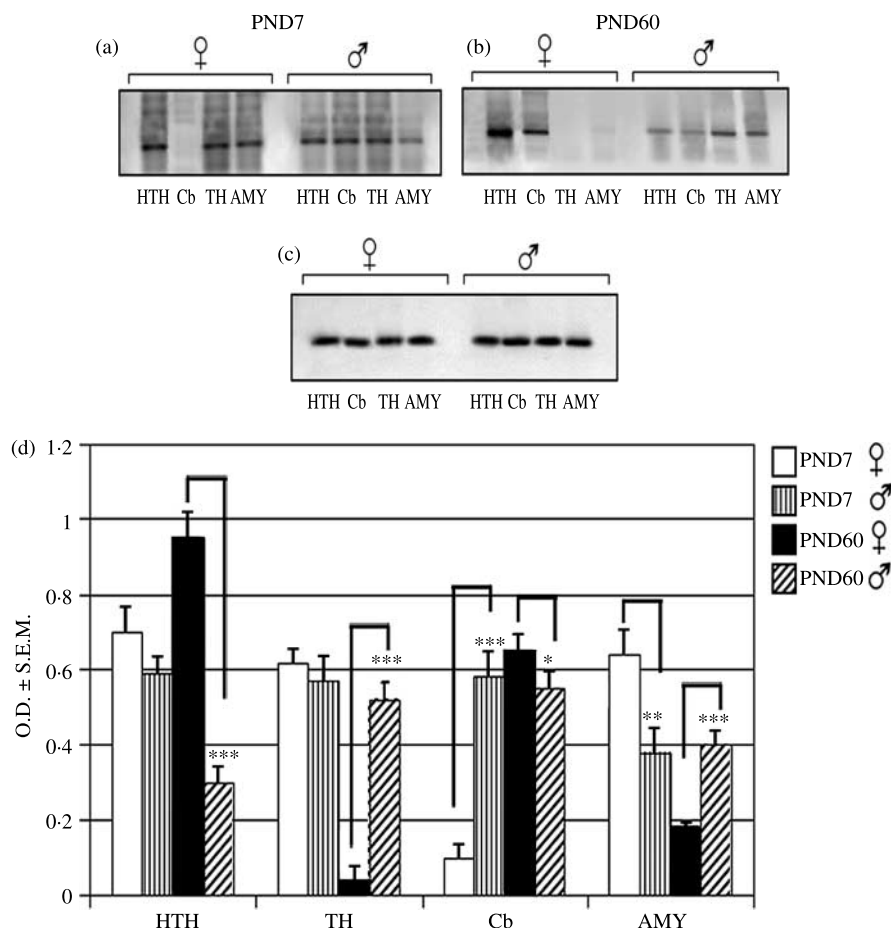 PND7 PND60
(a) ♀ ♂ (b) ♀ ♂
HTH Cb TH AMY HTH Cb TH AMY HTH Cb TH AMY HTH Cb TH AMY
(c) ♀ ♂
HTH Cb TH AMY HTH Cb TH AMY
(d)
O.D. ± S.E.M.
1·2
1
0·8
0·6
0·4
0·2
0
***
***
***
*
**
***
HTH TH Cb AMY
PND7 ♀
PND7 ♂
PND60 ♀
PND60 ♂